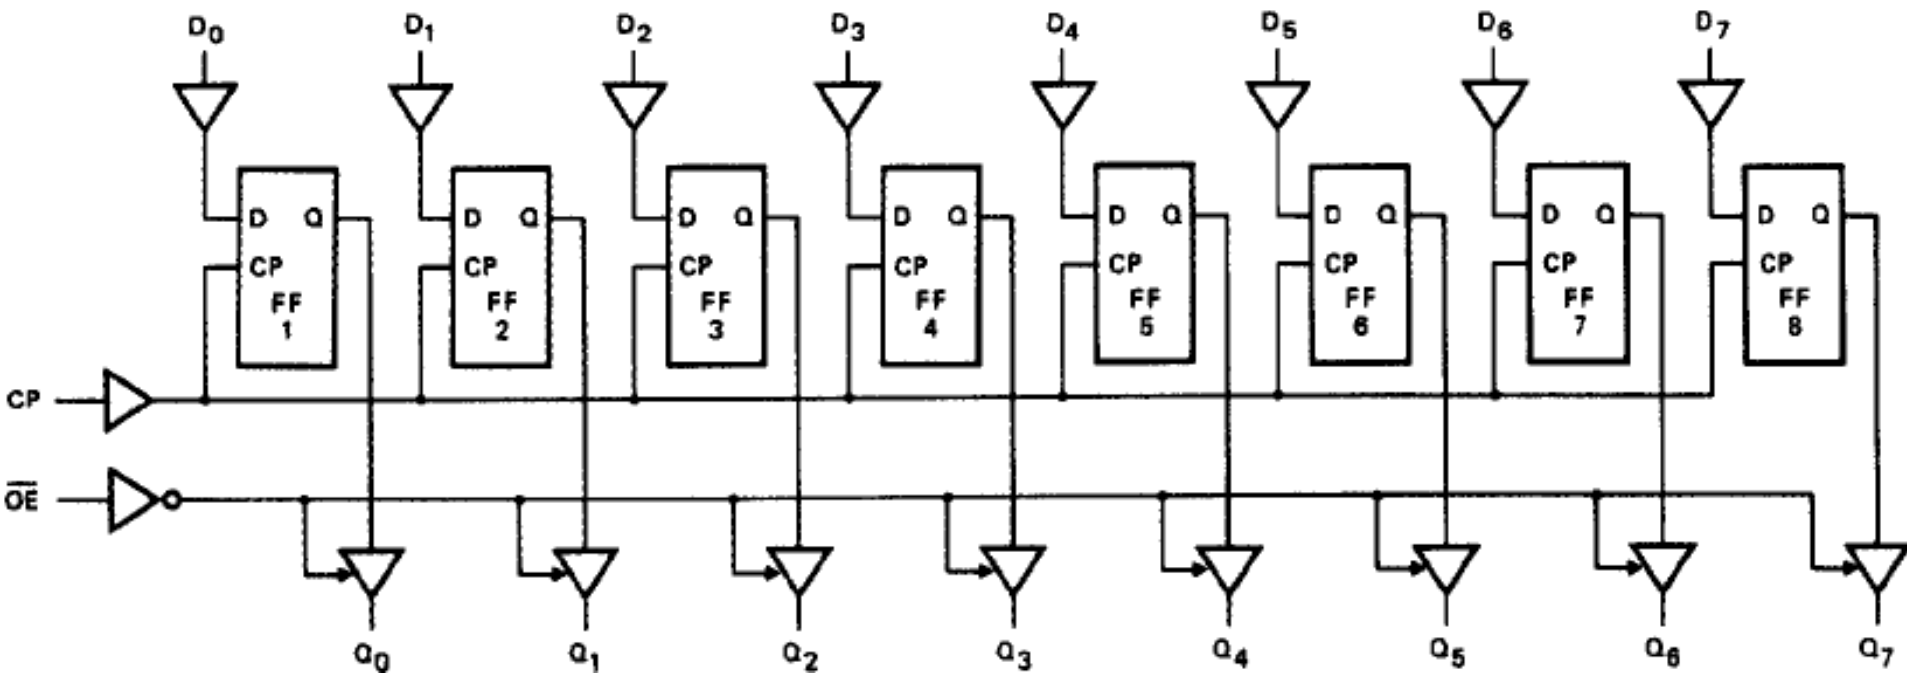 D0 D1 D2 D3 D4 D5 D6 D7
D Q D Q D Q D Q D Q D Q D Q D Q
CP CP CP CP CP CP CP CP
FF FF FF FF FF FF FF FF
1 2 3 4 5 6 7 8
CP
O̅E̅
Q0 Q1 Q2 Q3 Q4 Q5 Q6 Q7